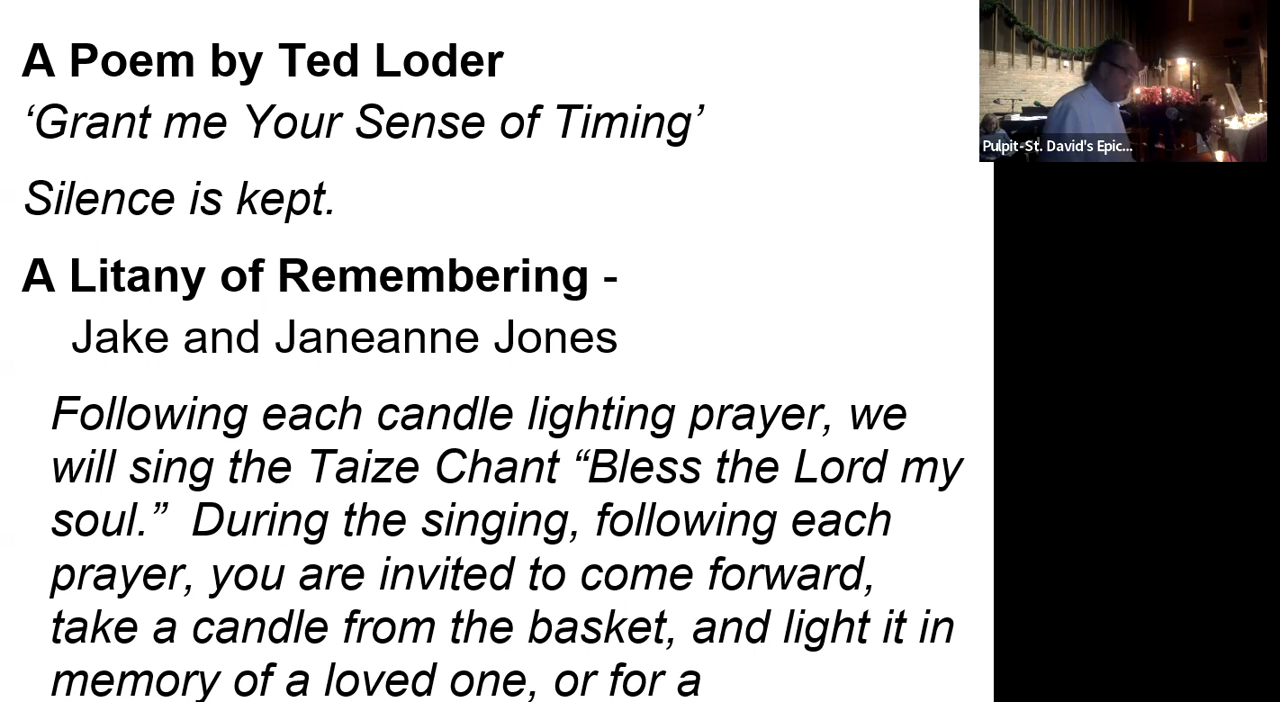 A Poem by Ted Loder
‘Grant me Your Sense of Timing’
Silence is kept.
A Litany of Remembering -
Jake and Janeanne Jones
Following each candle lighting prayer, we
will sing the Taize Chant “Bless the Lord my
soul.”  During the singing, following each
prayer, you are invited to come forward,
take a candle from the basket, and light it in
memory of a loved one, or for a
Pulpit-St. David's Epic...